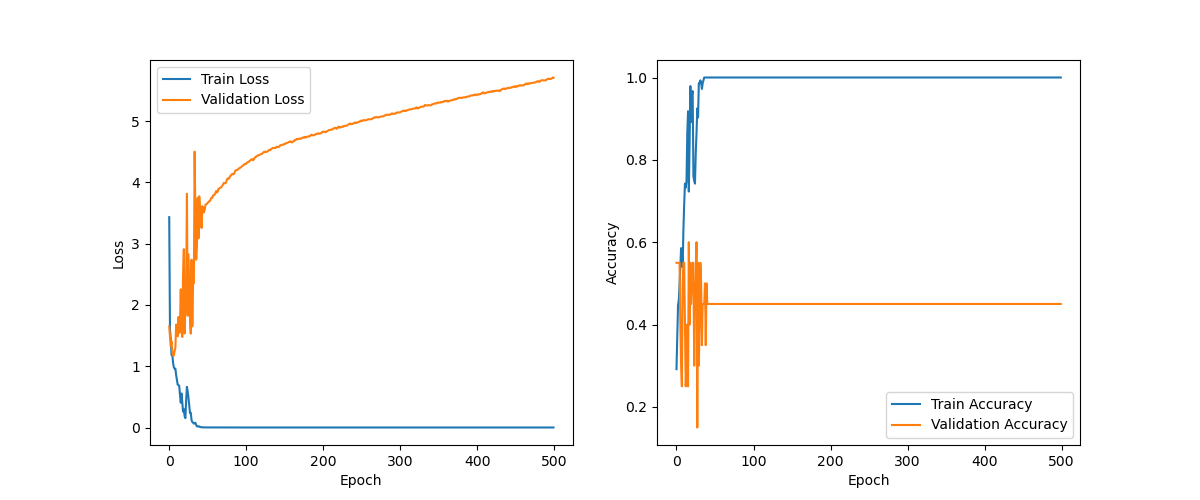 Train Loss
Validation Loss
5
4
3
2
1
0
Loss
0 100 200 300 400 500
Epoch
1.0
0.8
0.6
0.4
0.2
Accuracy
Train Accuracy
Validation Accuracy
0 100 200 300 400 500
Epoch